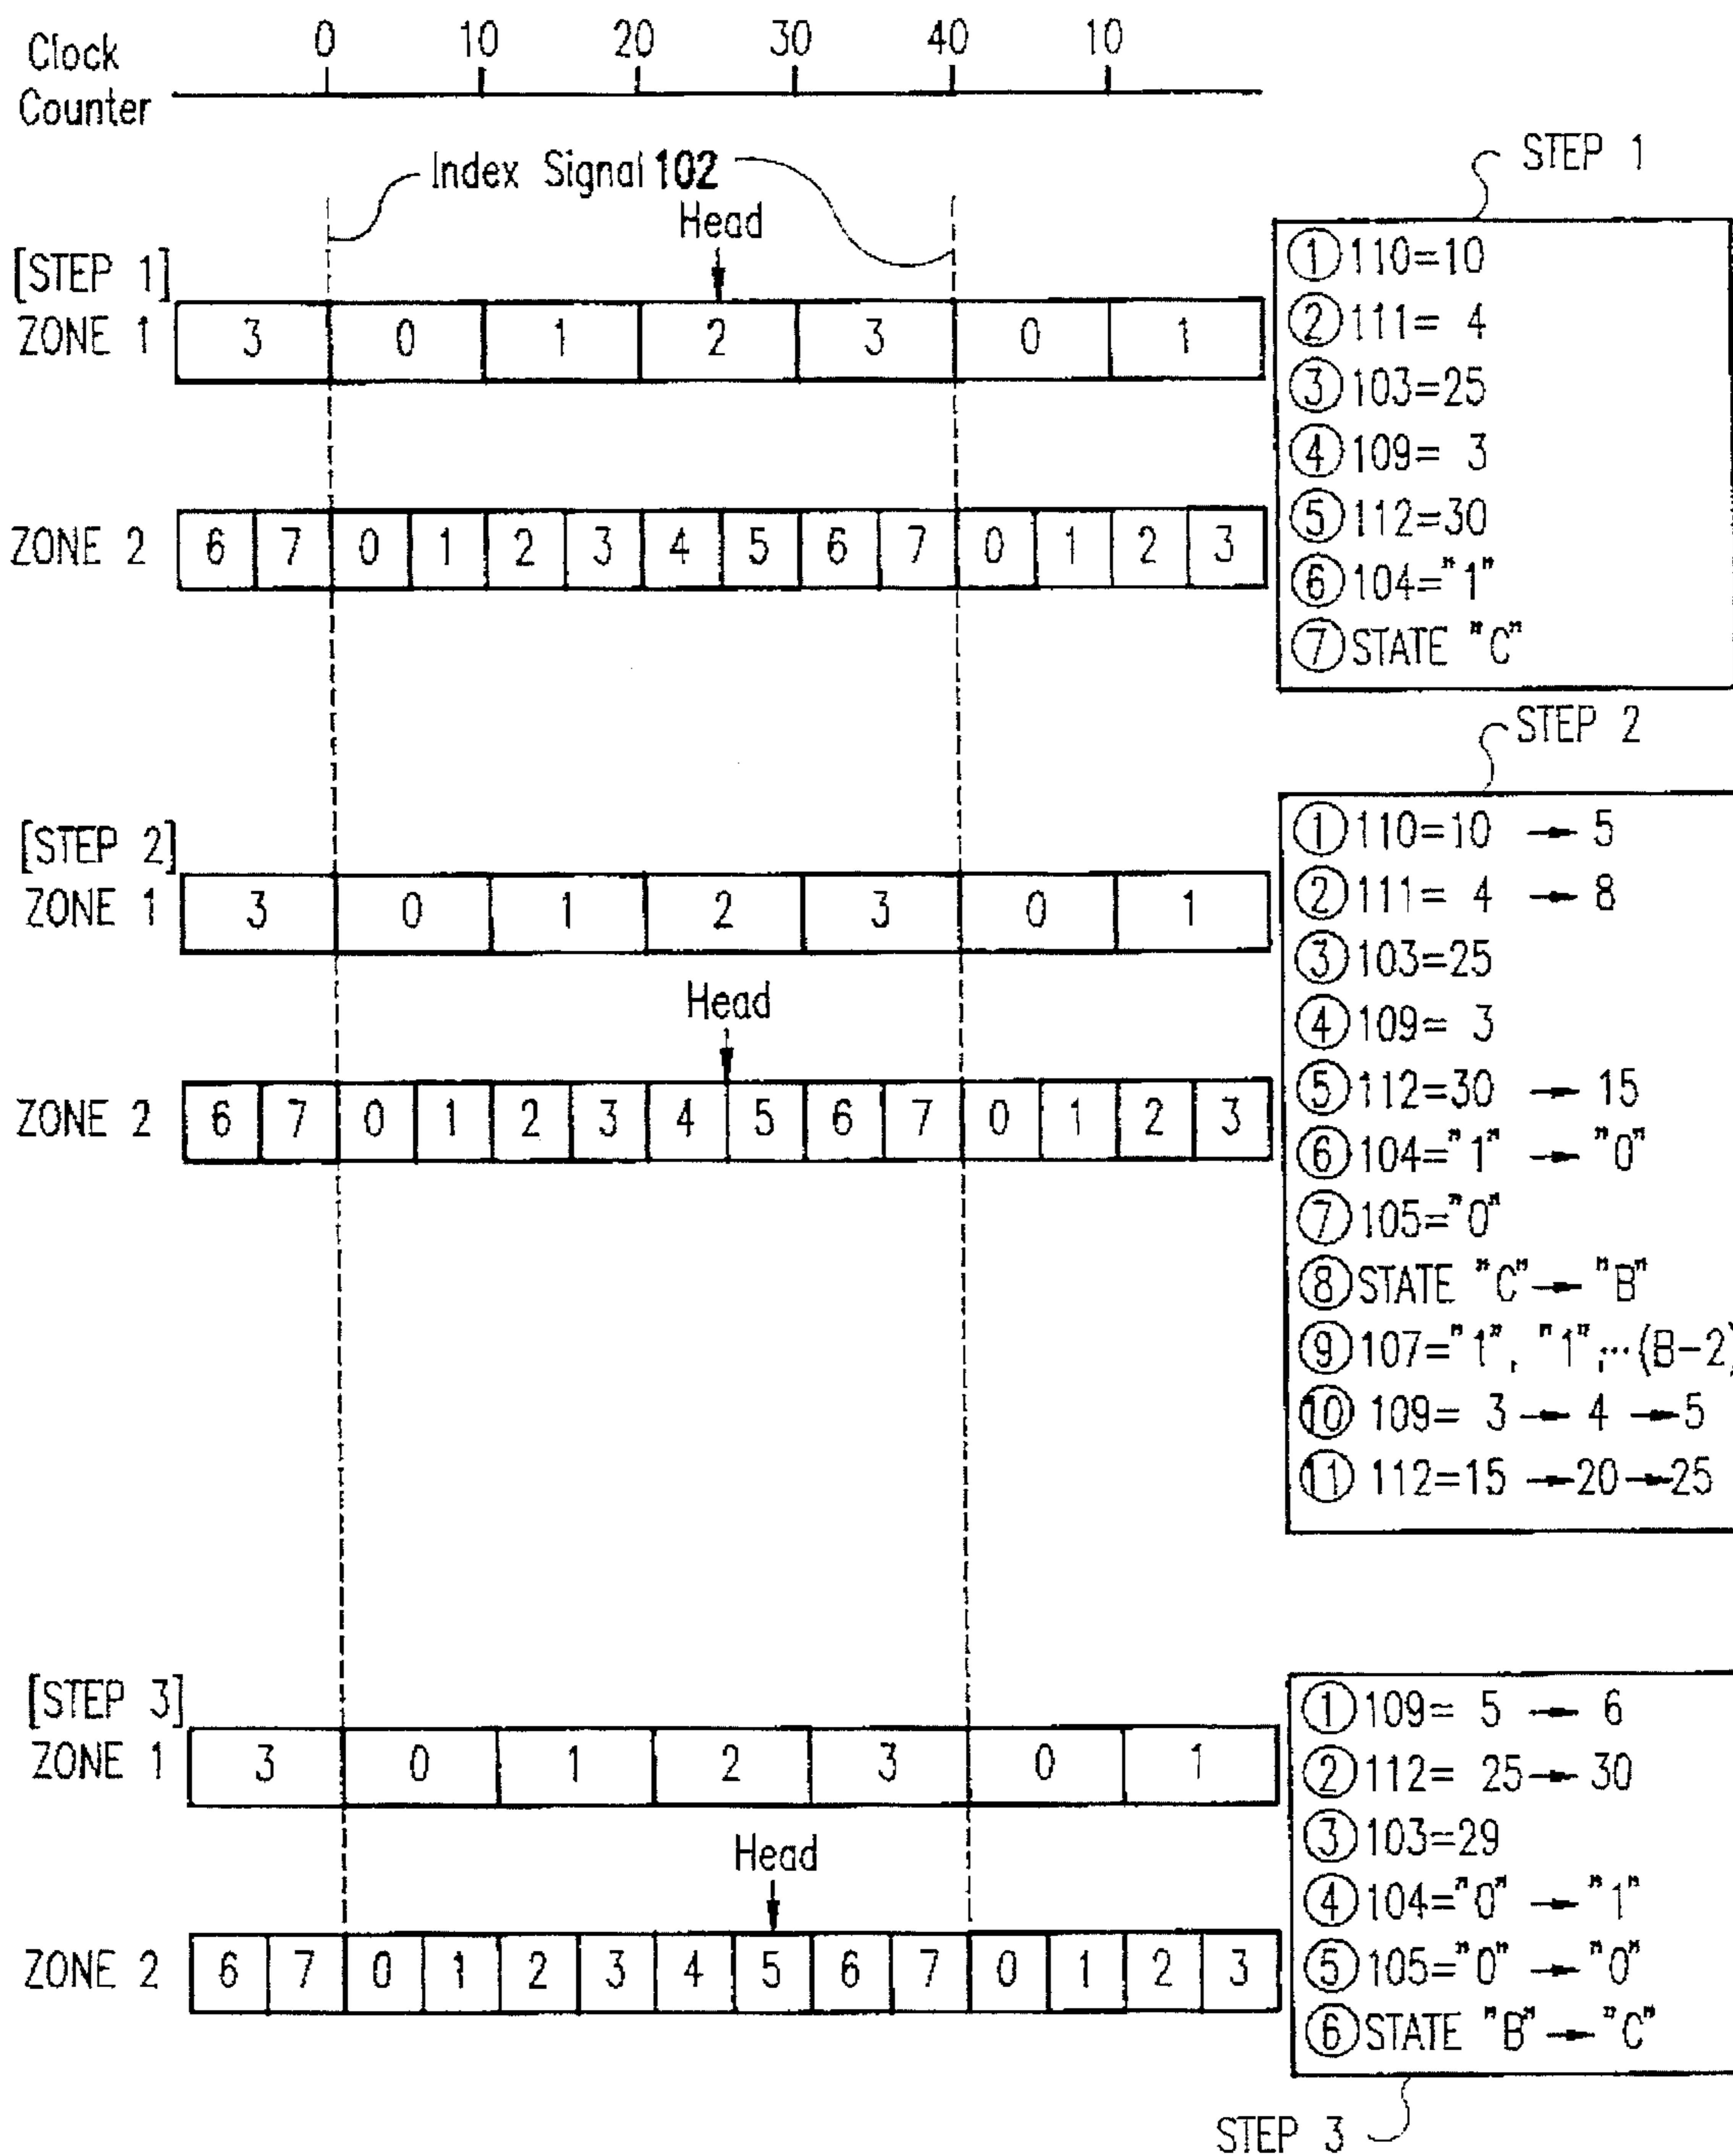 Clock
Counter
0 10 20 30 40 10
Index Signal 102
Head
[STEP 1]
ZONE 1
3 0 1 2 3 0 1
ZONE 2
6 7 0 1 2 3 4 5 6 7 0 1 2 3
STEP 1
① 110=10
② 111= 4
③ 103=25
④ 109= 3
⑤ 112=30
⑥ 104="1"
⑦ STATE "C"
[STEP 2]
ZONE 1
3 0 1 2 3 0 1
Head
ZONE 2
6 7 0 1 2 3 4 5 6 7 0 1 2 3
STEP 2
① 110=10 → 5
② 111= 4 → 8
③ 103=25
④ 109= 3
⑤ 112=30 → 15
⑥ 104="1" → "0"
⑦ 105="0"
⑧ STATE "C" → "B"
⑨ 107="1", "1",…(B-2)
⑩ 109= 3 → 4 → 5
⑪ 112=15 → 20 → 25
[STEP 3]
ZONE 1
3 0 1 2 3 0 1
Head
ZONE 2
6 7 0 1 2 3 4 5 6 7 0 1 2 3
① 109= 5 → 6
② 112= 25 → 30
③ 103=29
④ 104="0" → "1"
⑤ 105="0" → "0"
⑥ STATE "B" → "C"
STEP 3